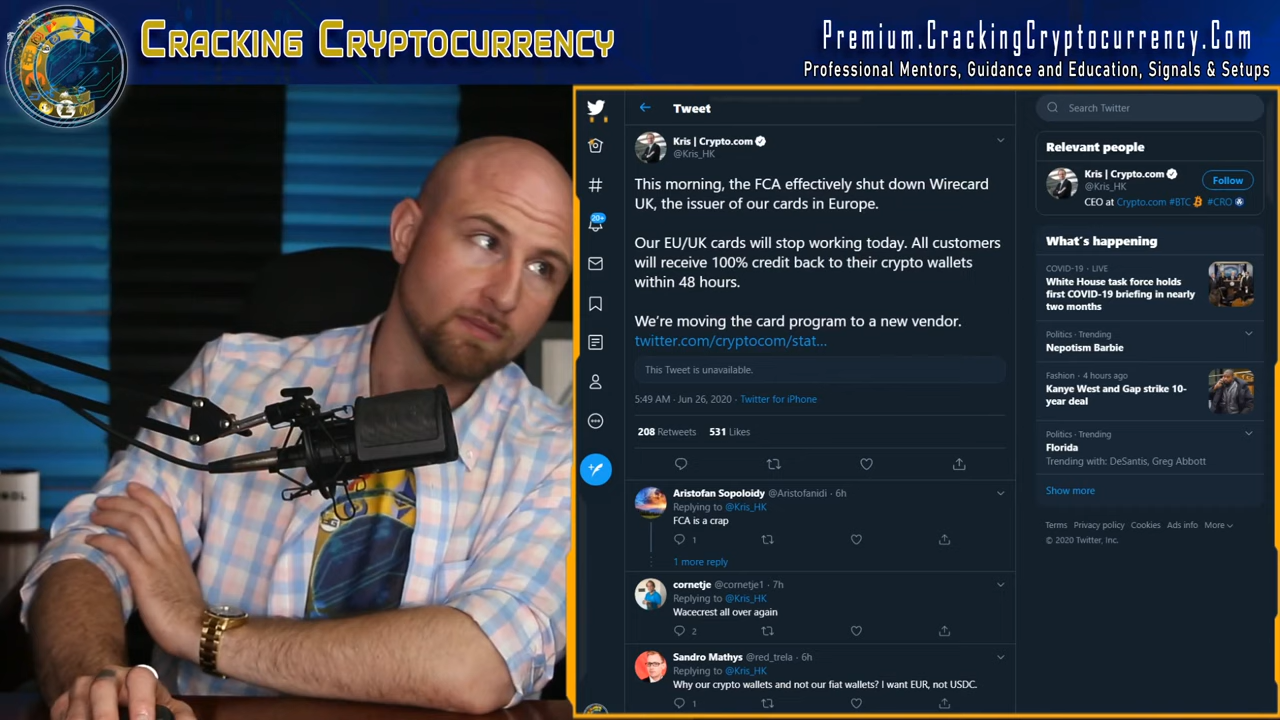 CRACKING CRYPTOCURRENCY
Premium.CrackingCryptocurrency.Com
Professional Mentors, Guidance and Education, Signals & Setups
Tweet
Kris | Crypto.com
@Kris_HK
This morning, the FCA effectively shut down Wirecard
UK, the issuer of our cards in Europe.
Our EU/UK cards will stop working today. All customers
will receive 100% credit back to their crypto wallets
within 48 hours.
We're moving the card program to a new vendor.
twitter.com/cryptocom/stat...
This Tweet is unavailable.
5:49 AM · Jun 26, 2020 · Twitter for iPhone
208 Retweets 531 Likes
Aristofan Sopoloidy @Aristofanidi · 6h
Replying to @Kris_HK
FCA is a crap
1
1 more reply
cornetje @cornetje1 · 7h
Replying to @Kris_HK
Wacecrest all over again
2
Sandro Mathys @red_trela · 6h
Replying to @Kris_HK
Why our crypto wallets and not our fiat wallets? I want EUR, not USDC.
1
20+
Search Twitter
Relevant people
Kris | Crypto.com
@Kris_HK
Follow
CEO at Crypto.com #BTC #CRO
What's happening
COVID-19 · LIVE
White House task force holds
first COVID-19 briefing in nearly
two months
Politics · Trending
Nepotism Barbie
Fashion · 4 hours ago
Kanye West and Gap strike 10-
year deal
Politics · Trending
Florida
Trending with: DeSantis, Greg Abbott
Show more
Terms Privacy policy Cookies Ads info More
© 2020 Twitter, Inc.